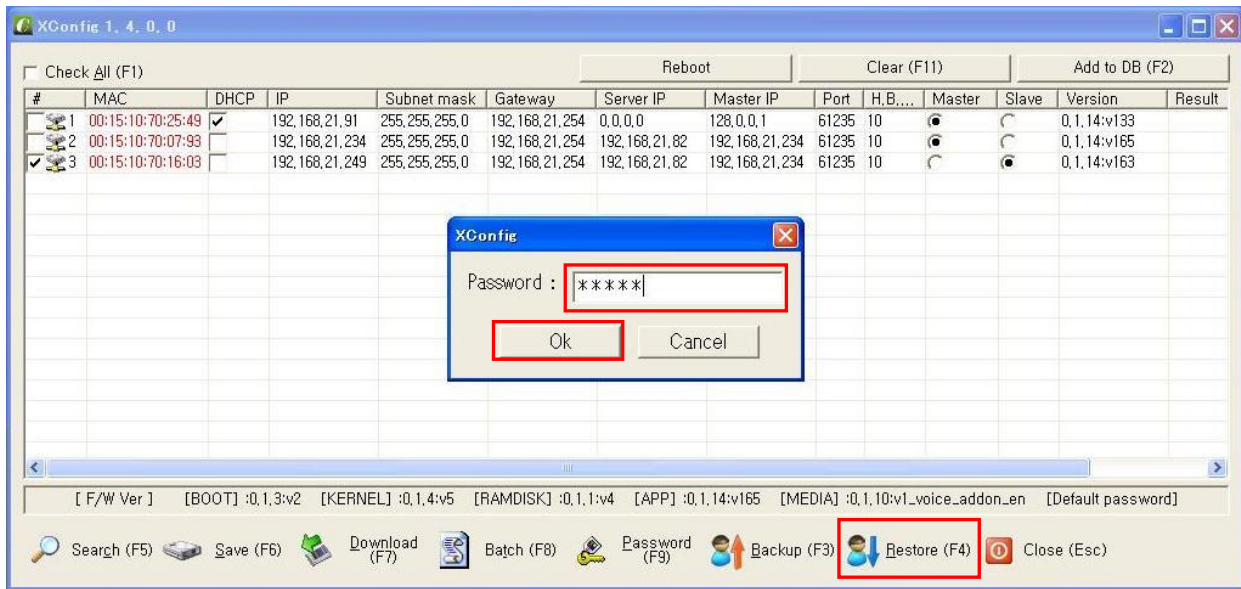 XConfig 1, 4, 0, 0
Check All (F1) Reboot Clear (F11) Add to DB (F2)
# MAC DHCP IP Subnet mask Gateway Server IP Master IP Port H,B,... Master Slave Version Result
1 00:15:10:70:25:49 192,168,21,91 255,255,255,0 192,168,21,254 0,0,0,0 128,0,0,1 61235 10 0,1,14:v133
2 00:15:10:70:07:93 192,168,21,234 255,255,255,0 192,168,21,254 192,168,21,82 192,168,21,234 61235 10 0,1,14:v165
3 00:15:10:70:16:03 192,168,21,249 255,255,255,0 192,168,21,254 192,168,21,82 192,168,21,234 61235 10 0,1,14:v163
XConfig
Password : *****
Ok Cancel
[ F/W Ver ] [BOOT] :0,1,3:v2 [KERNEL] :0,1,4:v5 [RAMDISK] :0,1,1:v4 [APP] :0,1,14:v165 [MEDIA] :0,1,10:v1_voice_addon_en [Default password]
Search (F5) Save (F6) Download (F7) Batch (F8) Password (F9) Backup (F3) Restore (F4) Close (Esc)